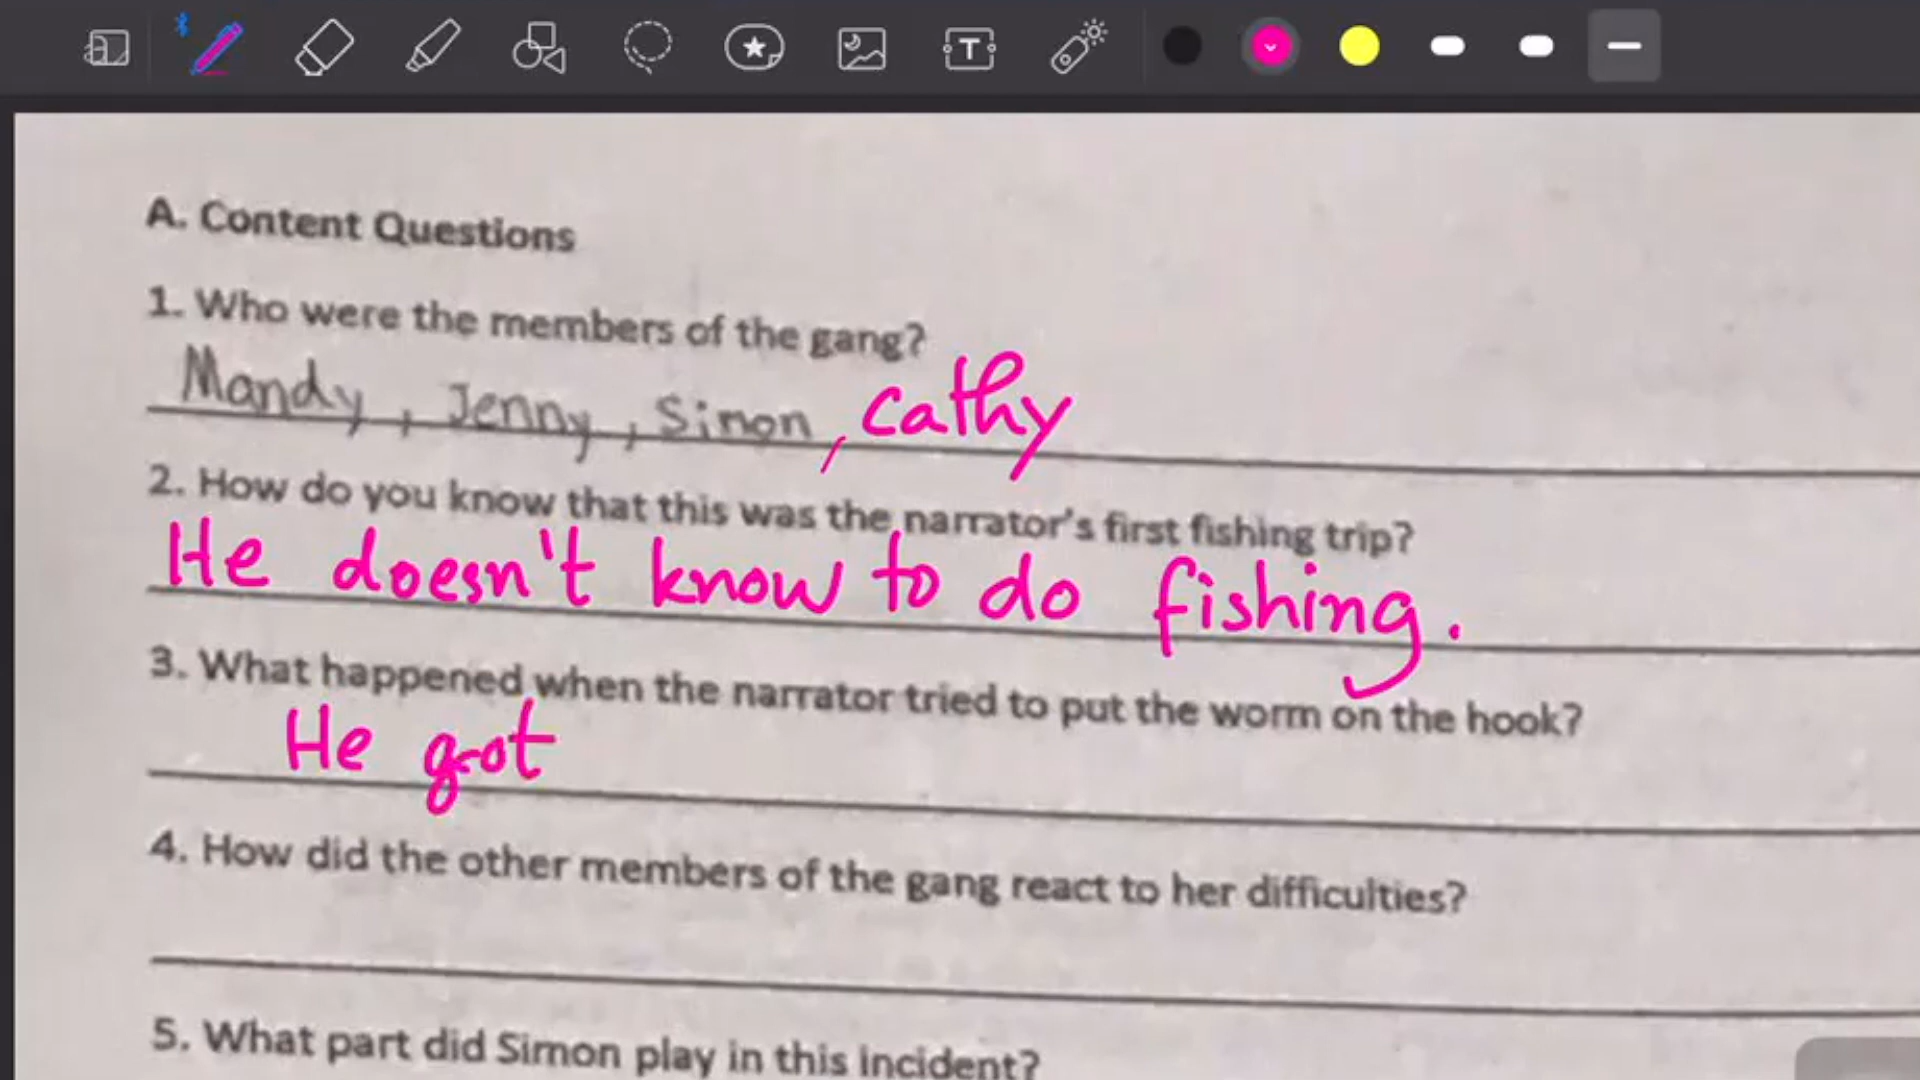 A. Content Questions
1. Who were the members of the gang?
Mandy, Jenny, Simon, Cathy
2. How do you know that this was the narrator's first fishing trip?
He doesn't know to do fishing.
3. What happened when the narrator tried to put the worm on the hook?
He got
4. How did the other members of the gang react to her difficulties?
5. What part did Simon play in this incident?